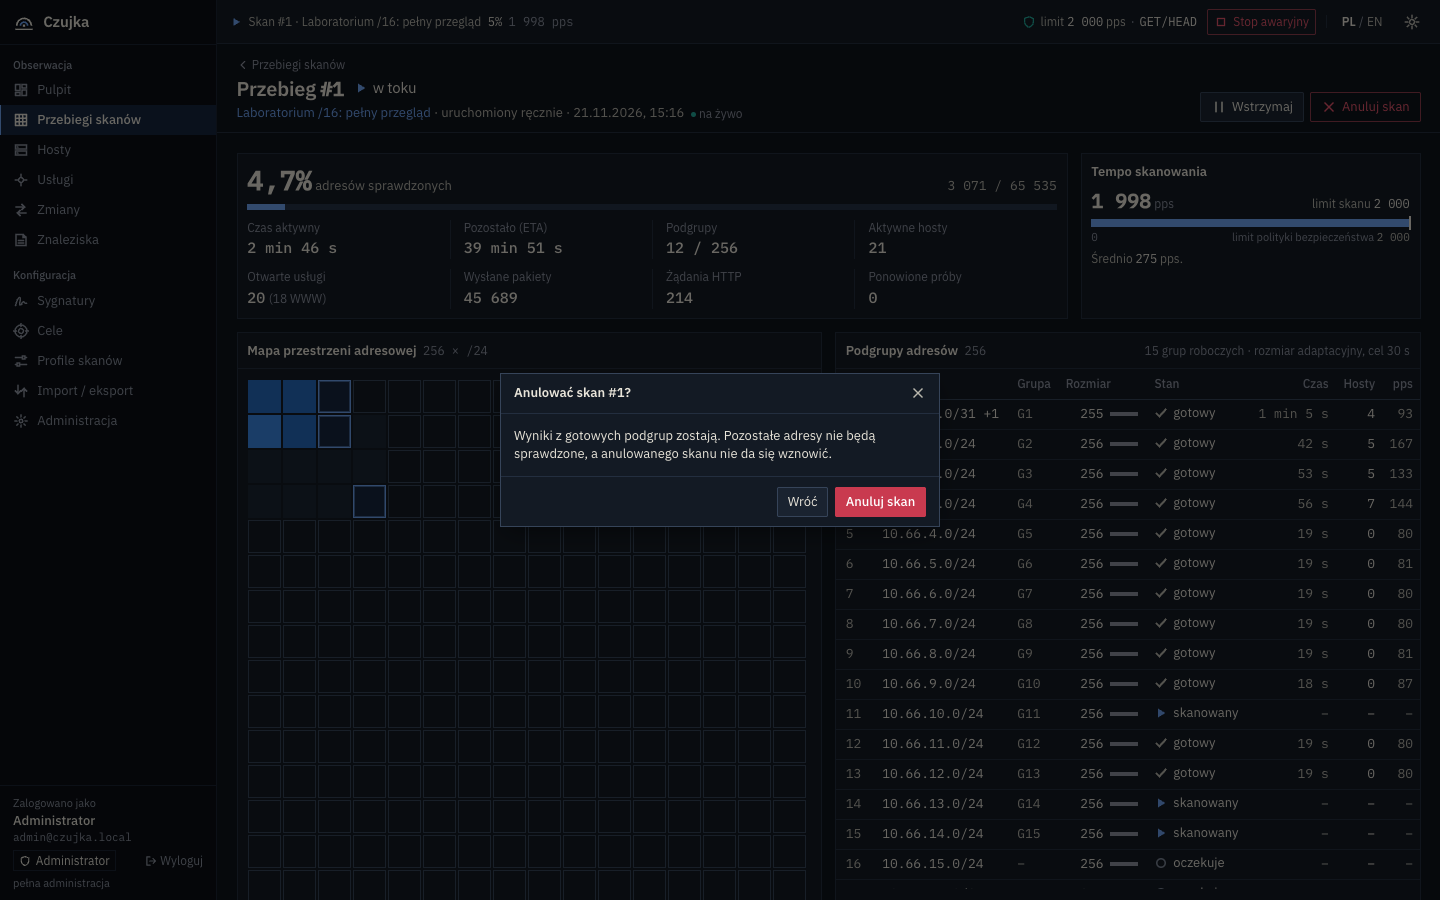 Czujka
Skan #1 · Laboratorium /16: pełny przegląd 5% 1 998 pps
limit 2 000 pps · GET/HEAD
Stop awaryjny
PL / EN
Obserwacja
Pulpit
Przebiegi skanów
Hosty
Usługi
Zmiany
Znaleziska
Konfiguracja
Sygnatury
Cele
Profile skanów
Import / eksport
Administracja
Zalogowano jako
Administrator
admin@czujka.local
Administrator
Wyloguj
pełna administracja
Przebiegi skanów
Przebieg #1 w toku
Laboratorium /16: pełny przegląd · uruchomiony ręcznie · 21.11.2026, 15:16 na żywo
Wstrzymaj
Anuluj skan
4,7% adresów sprawdzonych 3 071 / 65 535
Czas aktywny Pozostało (ETA) Podgrupy Aktywne hosty
2 min 46 s 39 min 51 s 12 / 256 21
Otwarte usługi Wysłane pakiety Żądania HTTP Ponowione próby
20 (18 WWW) 45 689 214 0
Tempo skanowania
1 998 pps limit skanu 2 000
0 limit polityki bezpieczeństwa 2 000
Średnio 275 pps.
Mapa przestrzeni adresowej 256 × /24
Podgrupy adresów 256 15 grup roboczych · rozmiar adaptacyjny, cel 30 s
Grupa Rozmiar Stan Czas Hosty pps
.0/31 +1 G1 255 gotowy 1 min 5 s 4 93
.0/24 G2 256 gotowy 42 s 5 167
.0/24 G3 256 gotowy 53 s 5 133
.0/24 G4 256 gotowy 56 s 7 144
5 10.66.4.0/24 G5 256 gotowy 19 s 0 80
6 10.66.5.0/24 G6 256 gotowy 19 s 0 81
7 10.66.6.0/24 G7 256 gotowy 19 s 0 80
8 10.66.7.0/24 G8 256 gotowy 19 s 0 80
9 10.66.8.0/24 G9 256 gotowy 19 s 0 81
10 10.66.9.0/24 G10 256 gotowy 18 s 0 87
11 10.66.10.0/24 G11 256 skanowany – – –
12 10.66.11.0/24 G12 256 gotowy 19 s 0 80
13 10.66.12.0/24 G13 256 gotowy 19 s 0 80
14 10.66.13.0/24 G14 256 skanowany – – –
15 10.66.14.0/24 G15 256 skanowany – – –
16 10.66.15.0/24 – 256 oczekuje – – –
Anulować skan #1?
Wyniki z gotowych podgrup zostają. Pozostałe adresy nie będą
sprawdzone, a anulowanego skanu nie da się wznowić.
Wróć
Anuluj skan